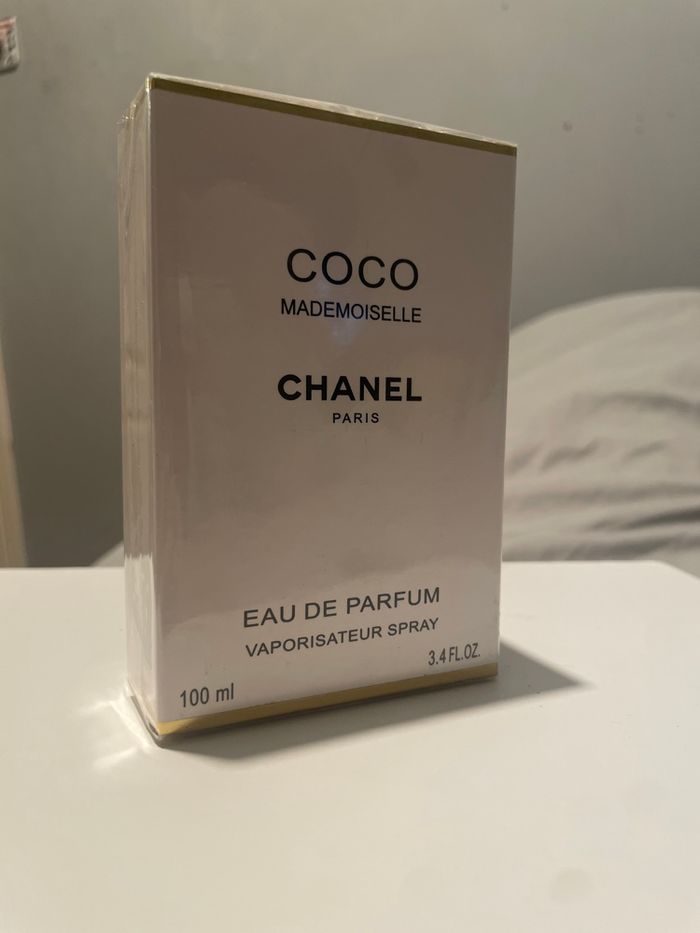 COCO
MADEMOISELLE
CHANEL
PARIS
EAU DE PARFUM
VAPORISATEUR SPRAY
100 ml
3.4 FL.OZ.